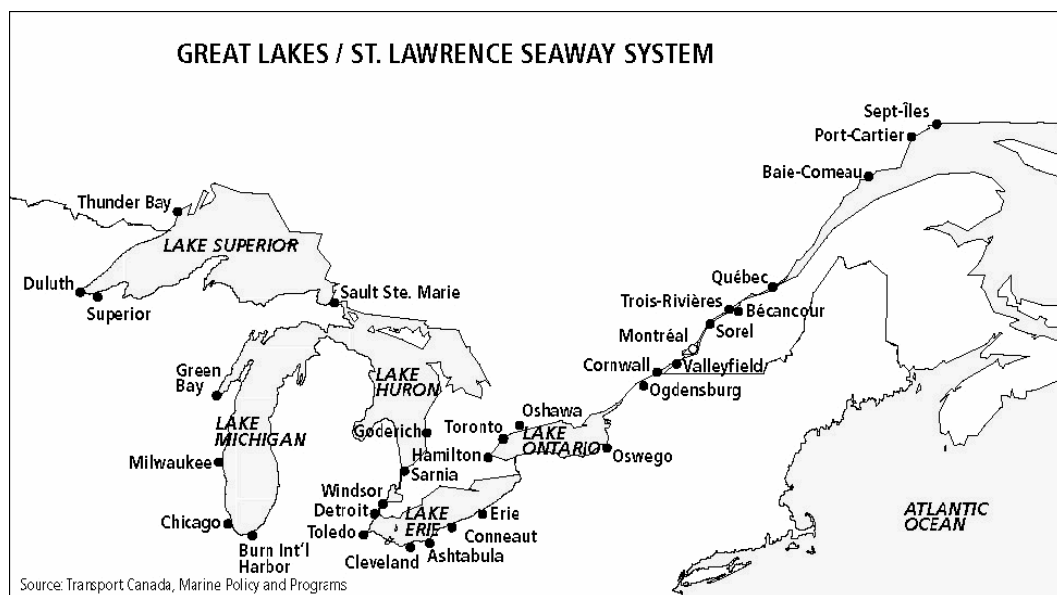 GREAT LAKES / ST. LAWRENCE SEAWAY SYSTEM
Sept-Îles
Port-Cartier
Baie-Comeau
Thunder Bay
LAKE SUPERIOR
Duluth
Superior
Sault Ste. Marie
Québec
Trois-Rivières
Bécancour
Sorel
Montréal
Valleyfield
Cornwall
Ogdensburg
Green
Bay
LAKE
HURON
LAKE
MICHIGAN
Goderich
Oshawa
Toronto
LAKE
ONTARIO
Hamilton
Oswego
Milwaukee
Sarnia
Windsor
Detroit
LAKE
ERIE
Erie
Toledo
Conneaut
Cleveland
Ashtabula
Chicago
Burn Int'l
Harbor
ATLANTIC
OCEAN
Source: Transport Canada, Marine Policy and Programs